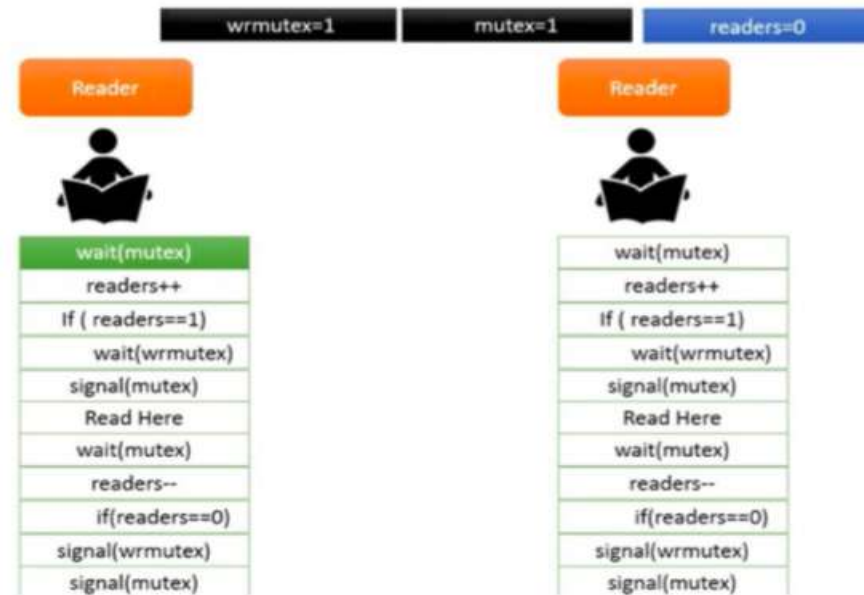 wrmutex=1 mutex=1 readers=0
Reader
wait(mutex)
readers++
If ( readers==1)
wait(wrmutex)
signal(mutex)
Read Here
wait(mutex)
readers--
if(readers==0)
signal(wrmutex)
signal(mutex)
Reader
wait(mutex)
readers++
If ( readers==1)
wait(wrmutex)
signal(mutex)
Read Here
wait(mutex)
readers--
if(readers==0)
signal(wrmutex)
signal(mutex)